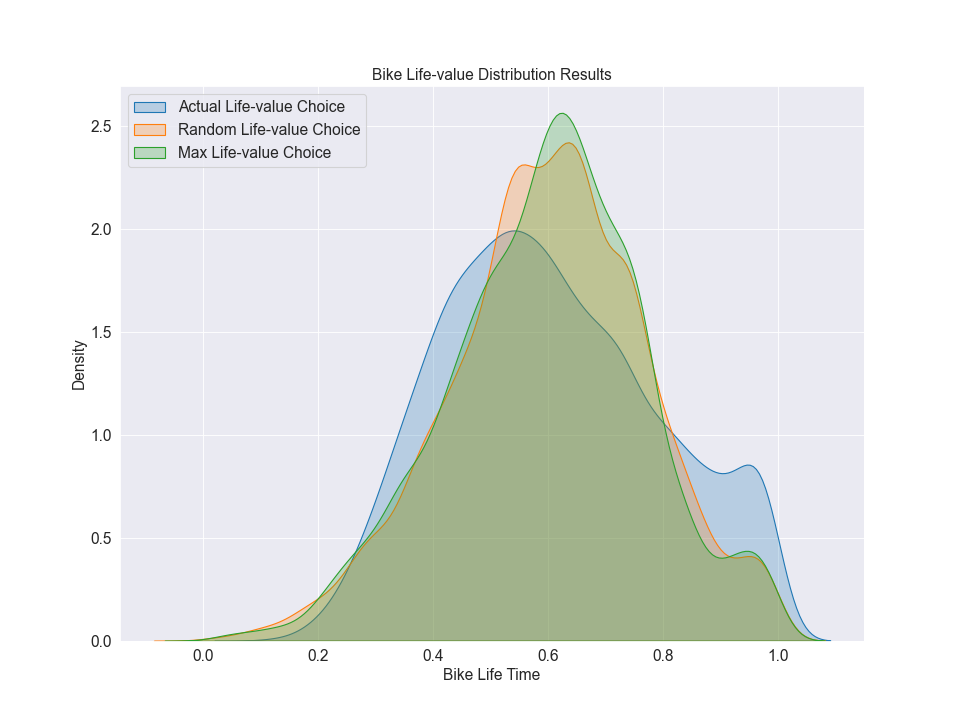 Bike Life-value Distribution Results
Actual Life-value Choice
Random Life-value Choice
Max Life-value Choice
Density
2.5
2.0
1.5
1.0
0.5
0.0
0.0 0.2 0.4 0.6 0.8 1.0
Bike Life Time